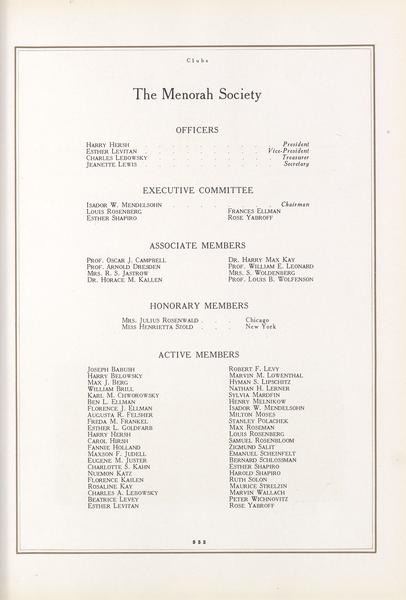 Clubs
The Menorah Society
OFFICERS
HARRY HERSH . . . . . . . . . . . President
ESTHER LEVITAN . . . . . . . . . . Vice-President
CHARLES LEBOWSKY . . . . . . . . . . Treasurer
JEANETTE LEWIS . . . . . . . . . . . Secretary
EXECUTIVE COMMITTEE
ISADOR W. MENDELSOHN . . . . . . . . Chairman
LOUIS ROSENBERG FRANCES ELLMAN
ESTHER SHAPIRO ROSE YABROFF
ASSOCIATE MEMBERS
PROF. OSCAR J. CAMPBELL DR. HARRY MAX KAY
PROF. ARNOLD DRESDEN PROF. WILLIAM E. LEONARD
MRS. R. S. JASTROW MRS. S. WOLDENBERG
DR. HORACE M. KALLEN PROF. LOUIS B. WOLFENSON
HONORARY MEMBERS
MRS. JULIUS ROSENWALD . . . Chicago
MISS HENRIETTA SZOLD . . . New York
ACTIVE MEMBERS
JOSEPH BABUSH ROBERT F. LEVY
HARRY BELOWSKY MARVIN M. LOWENTHAL
MAX J. BERG HYMAN S. LIPSCHITZ
WILLIAM BRILL NATHAN H. LERNER
KARL M. CHWOROWSKY SYLVIA MARDFIN
BEN L. ELLMAN HENRY MELNIKOW
FLORENCE J. ELLMAN ISADOR W. MENDELSOHN
AUGUSTA R. FELSHER MILTON MOSES
FREDA M. FRANKEL STANLEY POLACHEK
ESTHER L. GOLDFARB MAX ROSEMAN
HARRY HERSH LOUIS ROSENBERG
CAROL HIRSH SAMUEL ROSENBLOOM
FANNIE HOLLAND ZIGMUND SALIT
MAXSON F. JUDELL EMANUEL SCHEINFELT
EUGENE M. JUSTER BERNARD SCHLOSSMAN
CHARLOTTE S. KAHN ESTHER SHAPIRO
NUEMON KATZ HAROLD SHAPIRO
FLORENCE KAILEN RUTH SOLON
ROSALINE KAY MAURICE STRELZIN
CHARLES A. LEBOWSKY MARVIN WALLACH
BEATRICE LEVEY PETER WICHNOVITZ
ESTHER LEVITAN ROSE YABROFF